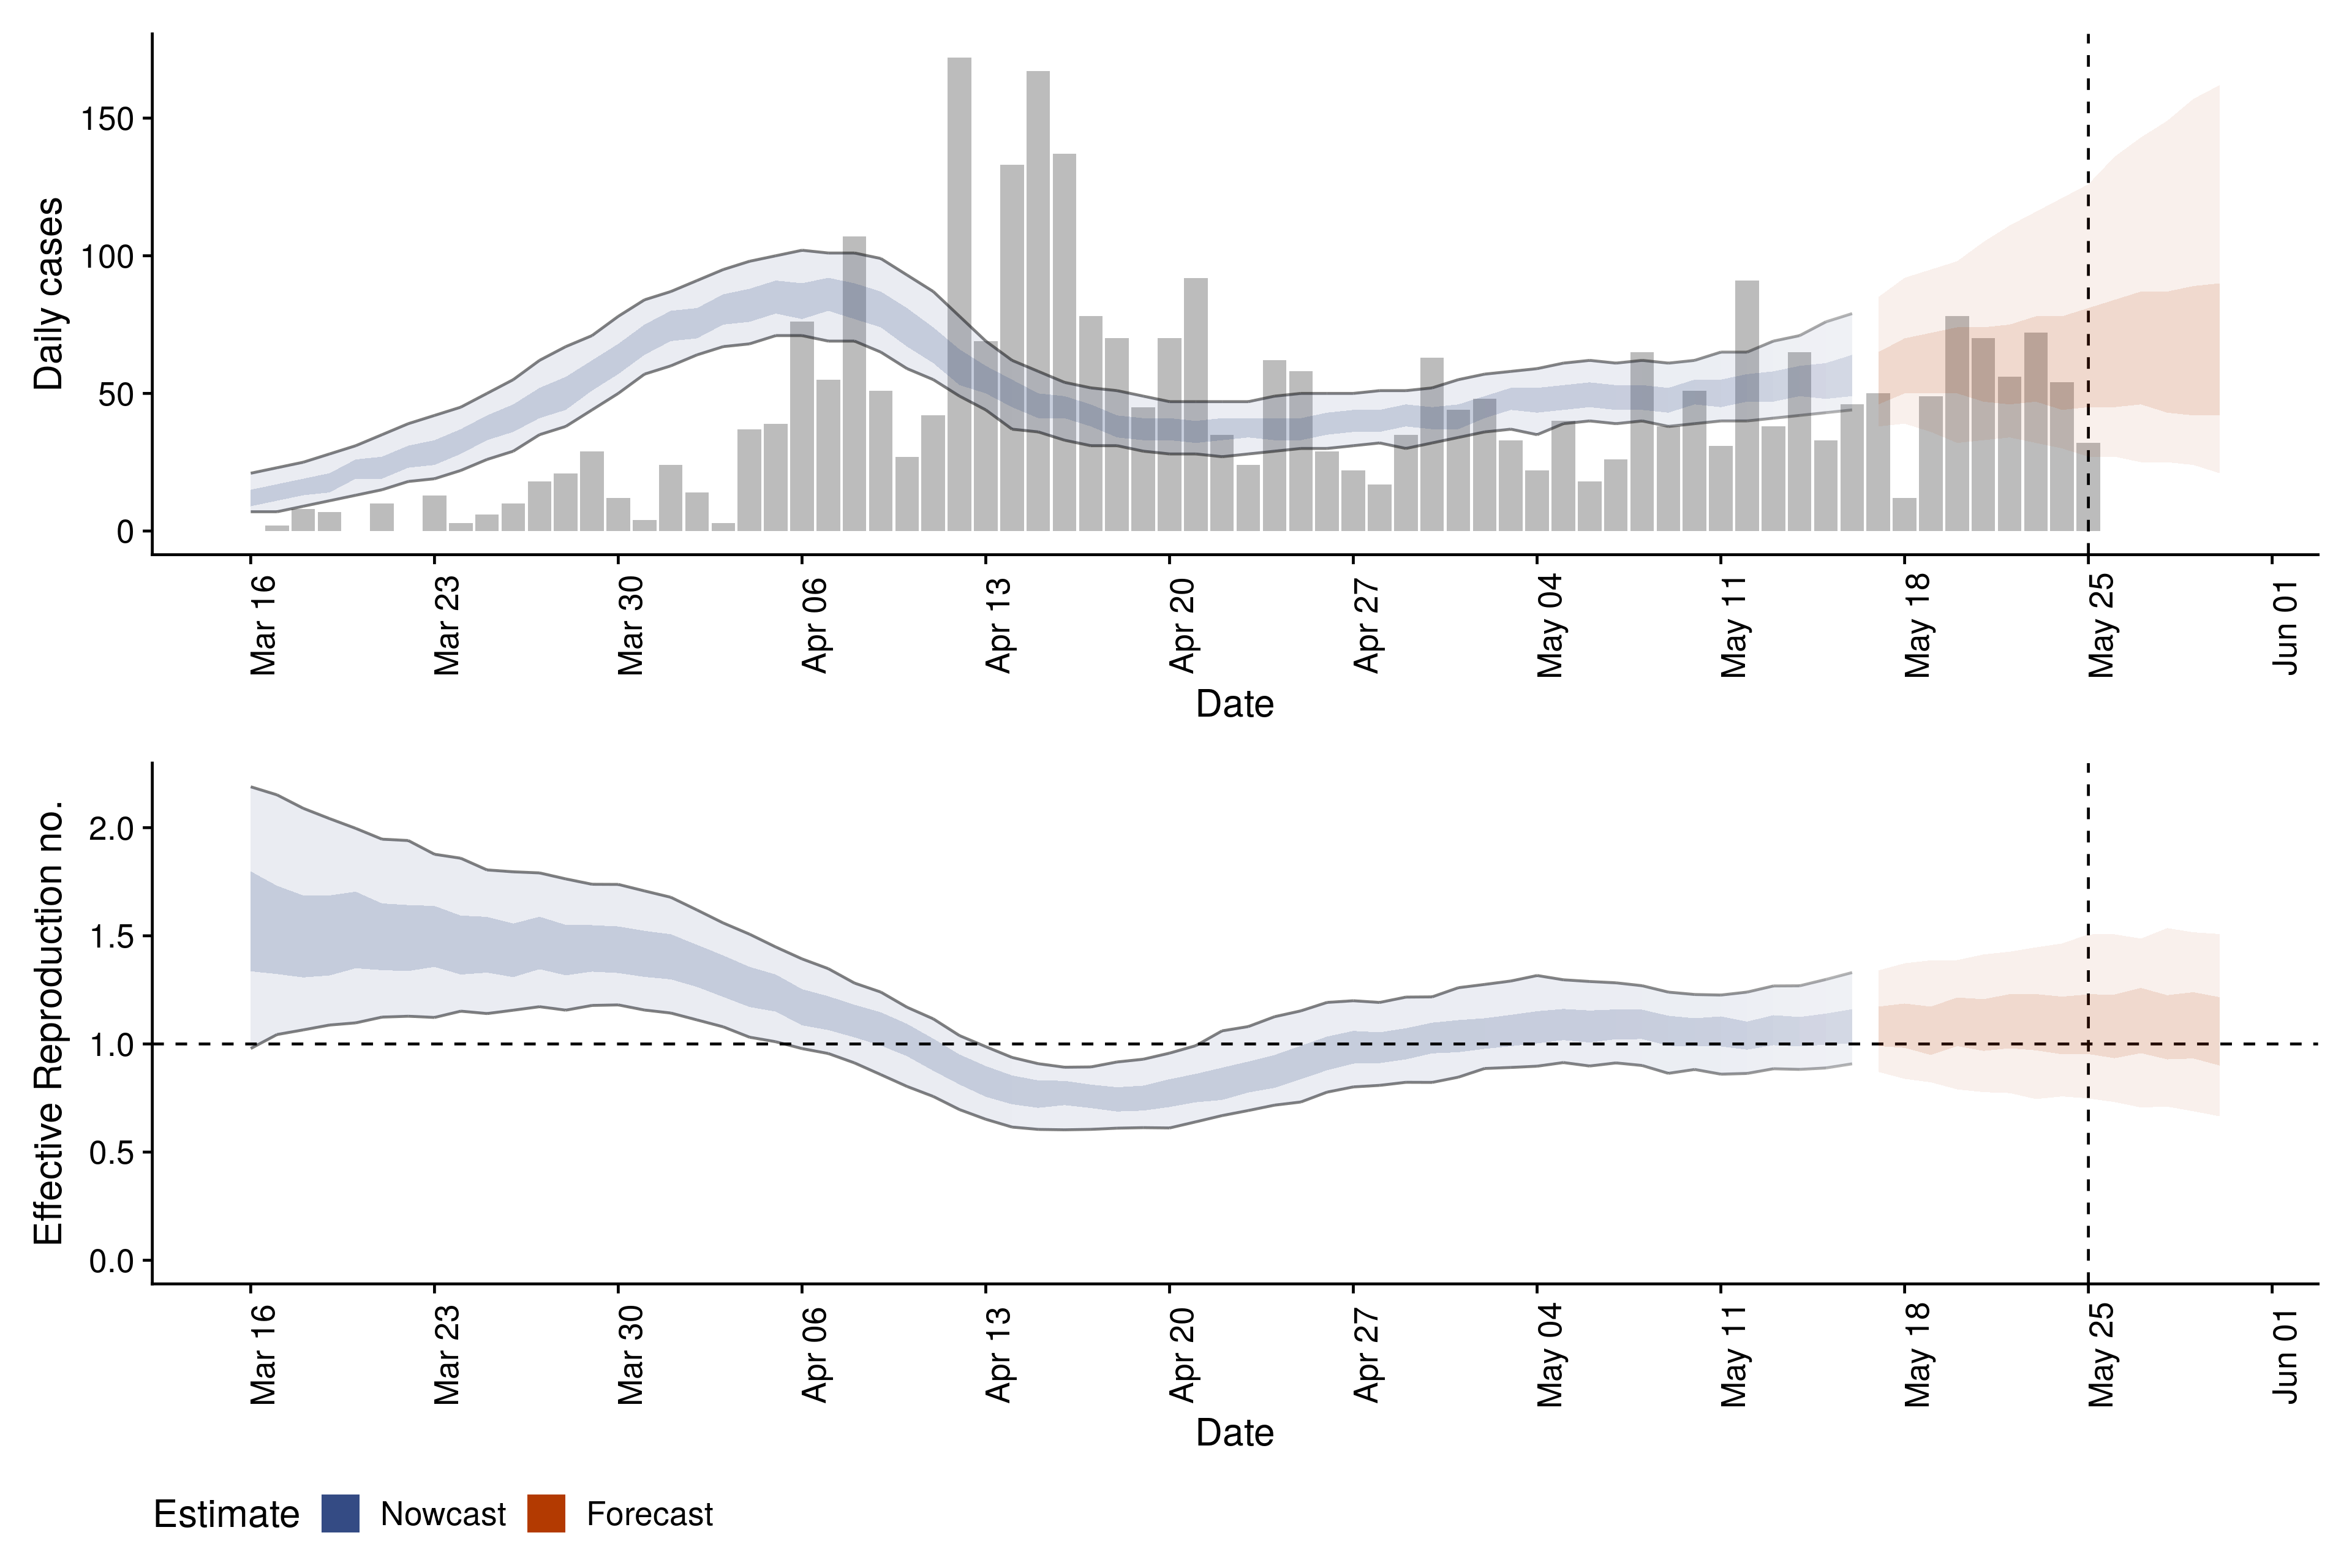 Daily cases
150
100
50
0
Mar 16 Mar 23 Mar 30 Apr 06 Apr 13 Apr 20 Apr 27 May 04 May 11 May 18 May 25 Jun 01
Date
Effective Reproduction no.
2.0
1.5
1.0
0.5
0.0
Mar 16 Mar 23 Mar 30 Apr 06 Apr 13 Apr 20 Apr 27 May 04 May 11 May 18 May 25 Jun 01
Date
Estimate Nowcast Forecast